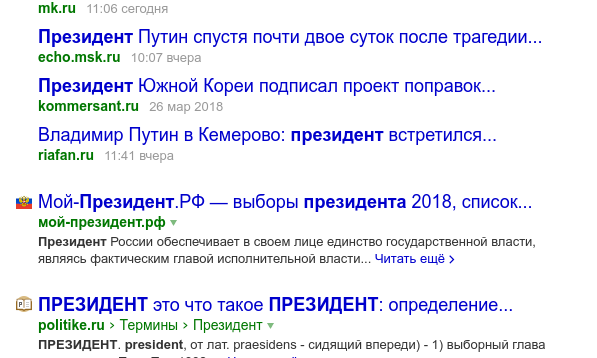 mk.ru 11:06 сегодня
Президент Путин спустя почти двое суток после трагедии...
echo.msk.ru 10:07 вчера
Президент Южной Кореи подписал проект поправок...
kommersant.ru 26 мар 2018
Владимир Путин в Кемерово: президент встретился...
riafan.ru 11:41 вчера
Мой-Президент.РФ — выборы президента 2018, список...
мой-президент.рф
Президент России обеспечивает в своем лице единство государственной власти,
являясь фактическим главой исполнительной власти... Читать ещё >
ПРЕЗИДЕНТ это что такое ПРЕЗИДЕНТ: определение...
politike.ru > Термины > Президент
ПРЕЗИДЕНТ. president, от лат. praesidens - сидящий впереди) - 1) выборный глава